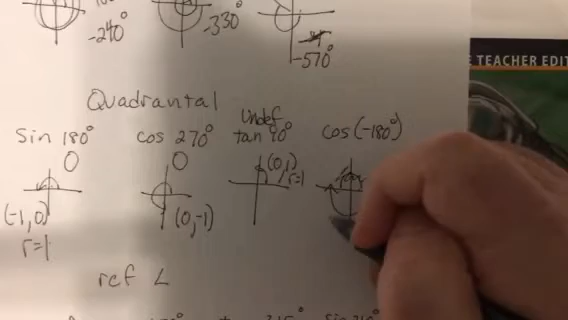 -240°
-330°
-570°
TEACHER EDIT
Quadrantal
sin 180°
0
(-1,0)
r=1
cos 270°
0
(0,-1)
Undef
tan 90°
(0,1)
r=1
cos(-180°)
ref ∠